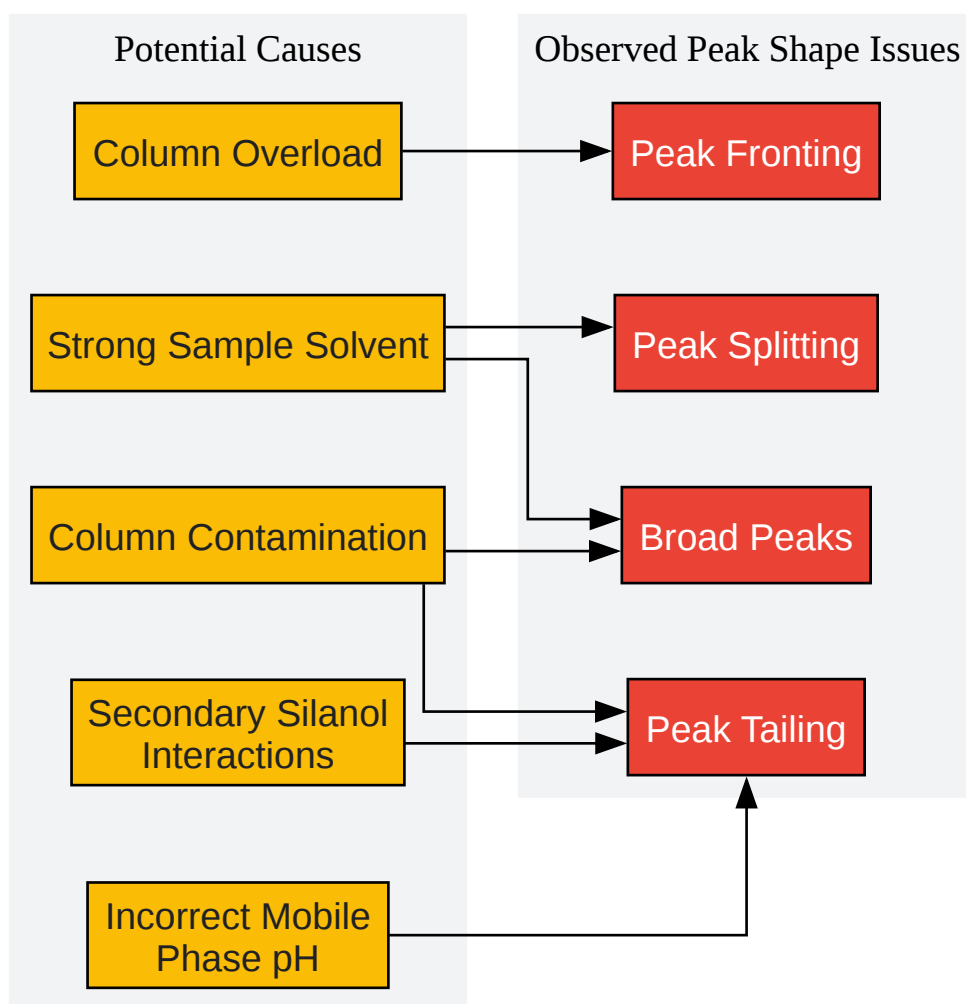 Potential Causes
Observed Peak Shape Issues
Column Overload
Peak Fronting
Strong Sample Solvent
Peak Splitting
Column Contamination
Broad Peaks
Secondary Silanol
Interactions
Peak Tailing
Incorrect Mobile
Phase pH